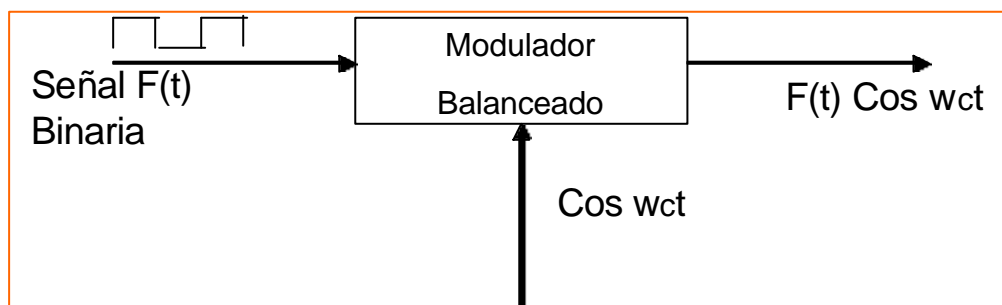 Modulador
Balanceado
Señal F(t)
Binaria
F(t) Cos wct
Cos wct